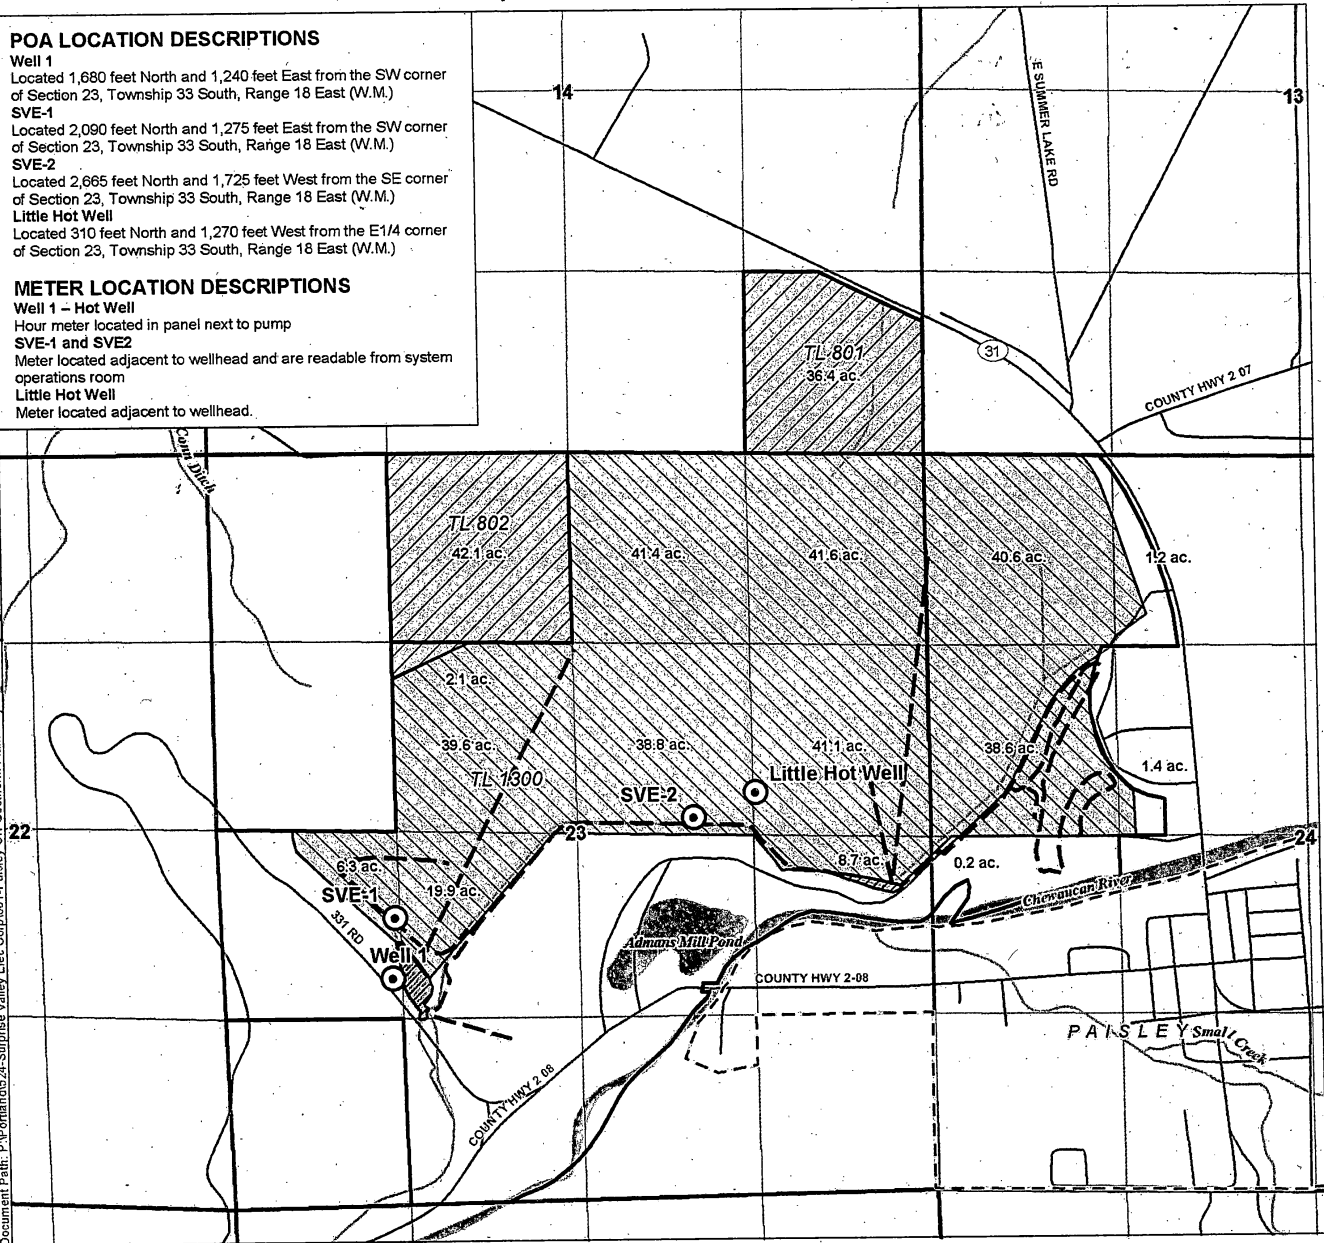 POA LOCATION DESCRIPTIONS
Well 1
Located 1,680 feet North and 1,240 feet East from the SW corner
of Section 23, Township 33 South, Range 18 East (W.M.)
SVE-1
Located 2,090 feet North and 1,275 feet East from the SW corner
of Section 23, Township 33 South, Range 18 East (W.M.)
SVE-2
Located 2,665 feet North and 1,725 feet West from the SE corner
of Section 23, Township 33 South, Range 18 East (W.M.)
Little Hot Well
Located 310 feet North and 1,270 feet West from the E1/4 corner
of Section 23, Township 33 South, Range 18 East (W.M.)
METER LOCATION DESCRIPTIONS
Well 1 – Hot Well
Hour meter located in panel next to pump
SVE-1 and SVE2
Meter located adjacent to wellhead and are readable from system
operations room
Little Hot Well
Meter located adjacent to wellhead.
14
13
E SUMMER LAKE RD
31
COUNTY HWY 2 07
TL 801
36.4 ac.
Conn Ditch
TL 802
42.1 ac.
41.4 ac.
41.6 ac.
40.6 ac.
1.2 ac.
2.1 ac.
39.6 ac.
38.8 ac.
41.1 ac.
38.6 ac.
1.4 ac.
TL 1300
Little Hot Well
SVE-2
22
23
24
6.3 ac.
19.9 ac.
8.7 ac.
0.2 ac.
SVE-1
331 RD
Well 1
Chewaucan River
Admans Mill Pond
COUNTY HWY 2-08
PAISLEY
Small Creek
COUNTY HWY 2 08